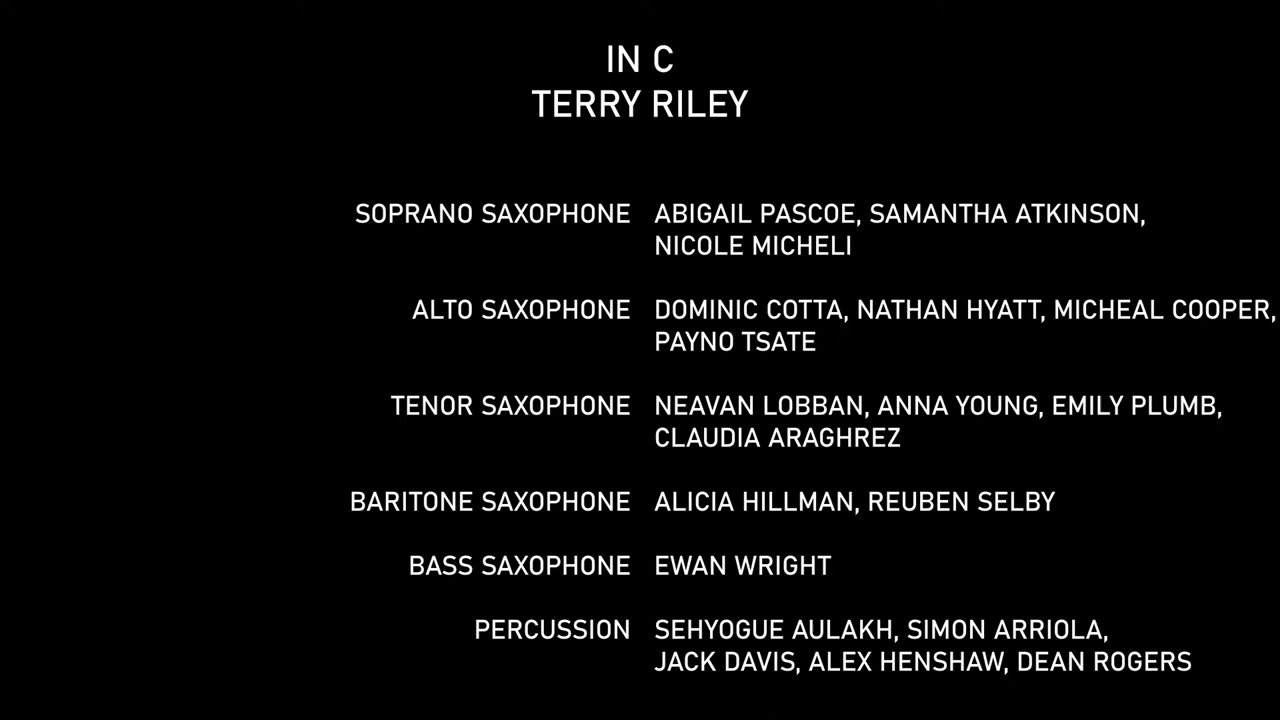 IN C
TERRY RILEY
SOPRANO SAXOPHONE ABIGAIL PASCOE, SAMANTHA ATKINSON,
NICOLE MICHELI
ALTO SAXOPHONE DOMINIC COTTA, NATHAN HYATT, MICHEAL COOPER,
PAYNO TSATE
TENOR SAXOPHONE NEAVAN LOBBAN, ANNA YOUNG, EMILY PLUMB,
CLAUDIA ARAGHREZ
BARITONE SAXOPHONE ALICIA HILLMAN, REUBEN SELBY
BASS SAXOPHONE EWAN WRIGHT
PERCUSSION SEHYOGUE AULAKH, SIMON ARRIOLA,
JACK DAVIS, ALEX HENSHAW, DEAN ROGERS